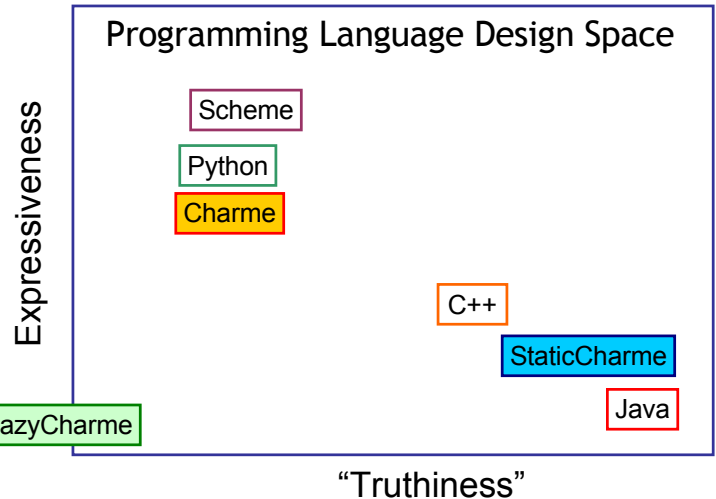 Programming Language Design Space
Expressiveness
Scheme
Python
Charme
C++
StaticCharme
Java
azyCharme
“Truthiness”